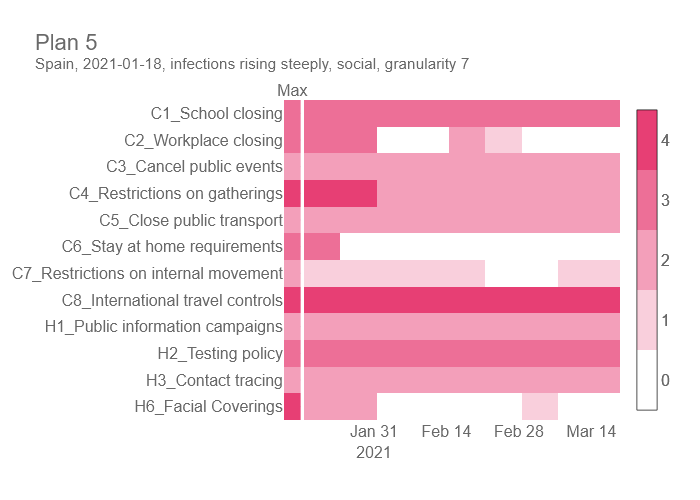 Plan 5
Spain, 2021-01-18, infections rising steeply, social, granularity 7
Max
C1_School closing
C2_Workplace closing
C3_Cancel public events
C4_Restrictions on gatherings
C5_Close public transport
C6_Stay at home requirements
C7_Restrictions on internal movement
C8_International travel controls
H1_Public information campaigns
H2_Testing policy
H3_Contact tracing
H6_Facial Coverings
Jan 31 Feb 14 Feb 28 Mar 14
2021
4
3
2
1
0